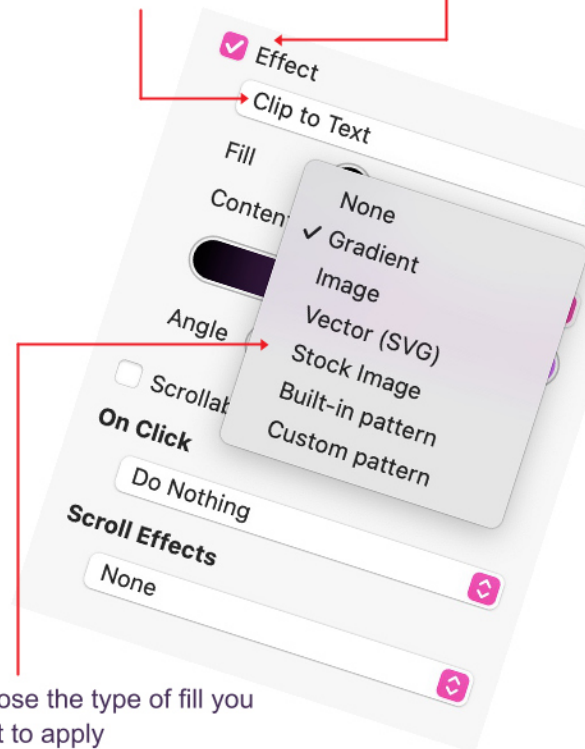 Effect
Clip to Text
Fill
None
Gradient
Image
Vector (SVG)
Stock Image
Built-in pattern
Custom pattern
Angle
On Click
Do Nothing
Scroll Effects
None
the type of fill you
to apply